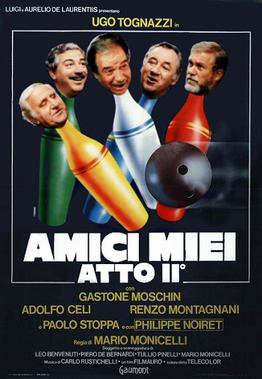 LUIGI e AURELIO DE LAURENTIIS presentano
UGO TOGNAZZI in
AMICI MIEI
ATTO II°
con
GASTONE MOSCHIN
ADOLFO CELI RENZO MONTAGNANI
e PAOLO STOPPA e con PHILIPPE NOIRET
Regia di MARIO MONICELLI
Soggetto e sceneggiatura di
LEO BENVENUTI • PIERO DE BERNARDI • TULLIO PINELLI • MARIO MONICELLI
Musica di CARLO RUSTICHELLI - un film FILMAURO • TELECOLOR
Gaumont